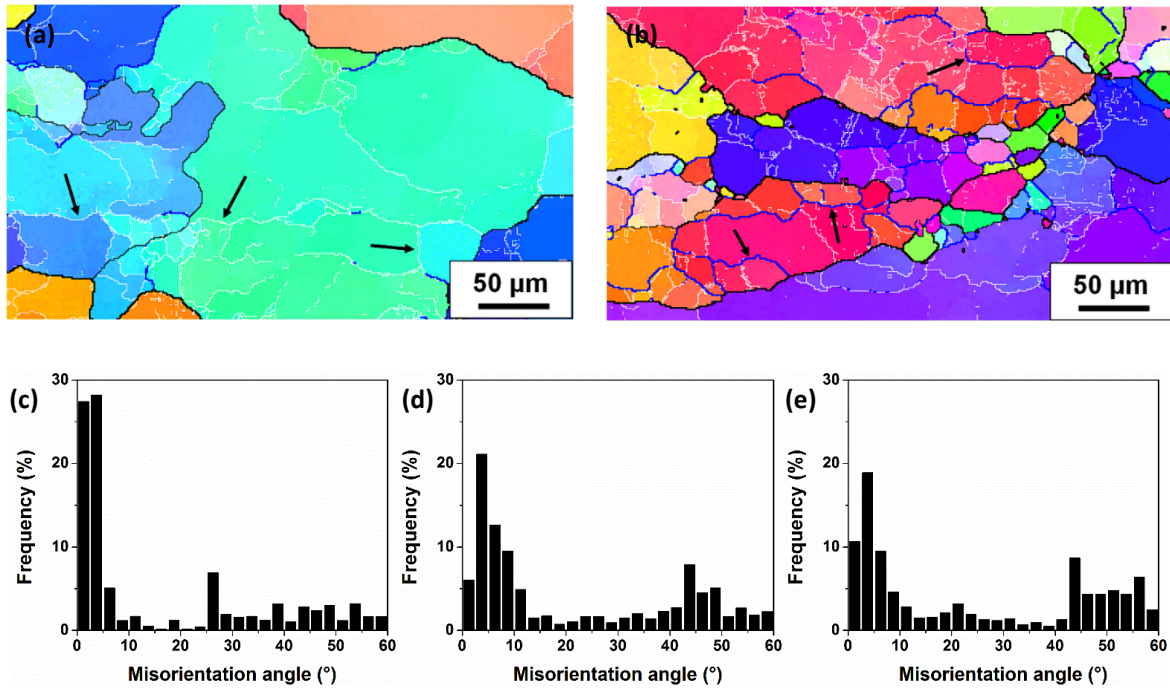 (a)
(b)
50 µm
50 µm
(c)
(d)
(e)
30
20
10
0
Frequency (%)
0 10 20 30 40 50 60
Misorientation angle (°)
30
20
10
0
Frequency (%)
0 10 20 30 40 50 60
Misorientation angle (°)
30
20
10
0
Frequency (%)
0 10 20 30 40 50 60
Misorientation angle (°)